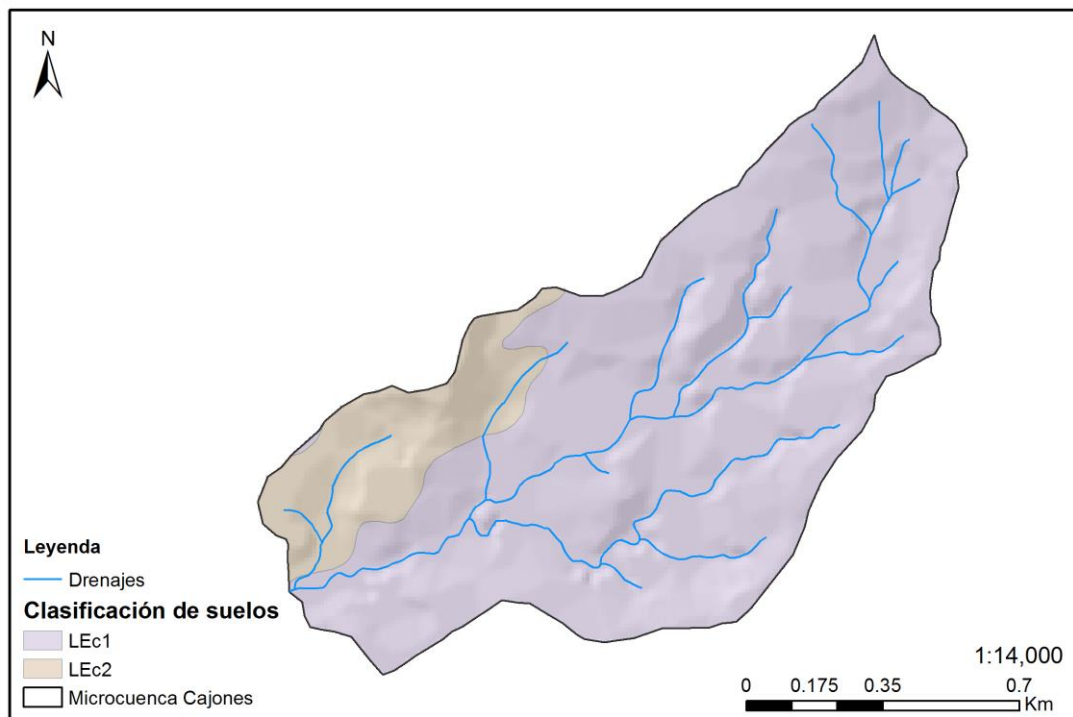 N
Leyenda
Drenajes
Clasificación de suelos
LEc1
LEc2
Microcuenca Cajones
1:14,000
0 0.175 0.35 0.7
Km